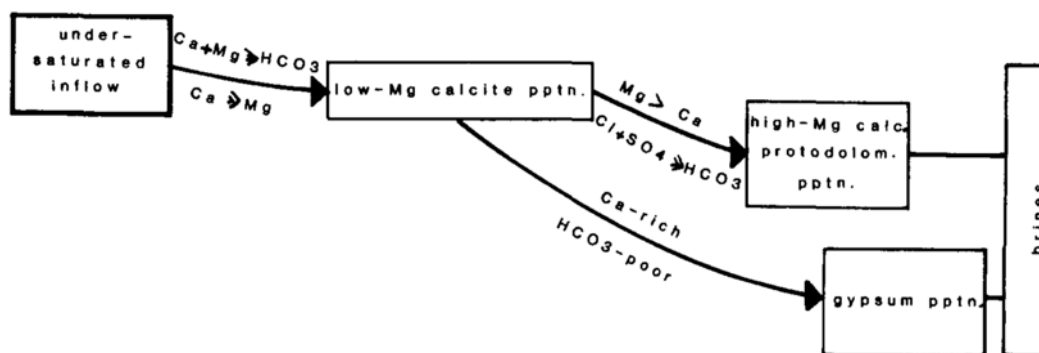 under-
saturated
inflow
Ca+Mg≫HCO3
Ca≫Mg
low-Mg calcite pptn.
Mg> Ca
Cl+SO4≫HCO3
high-Mg calc.
protodolom.
pptn.
Ca-rich
HCO3-poor
gypsum pptn.
brines